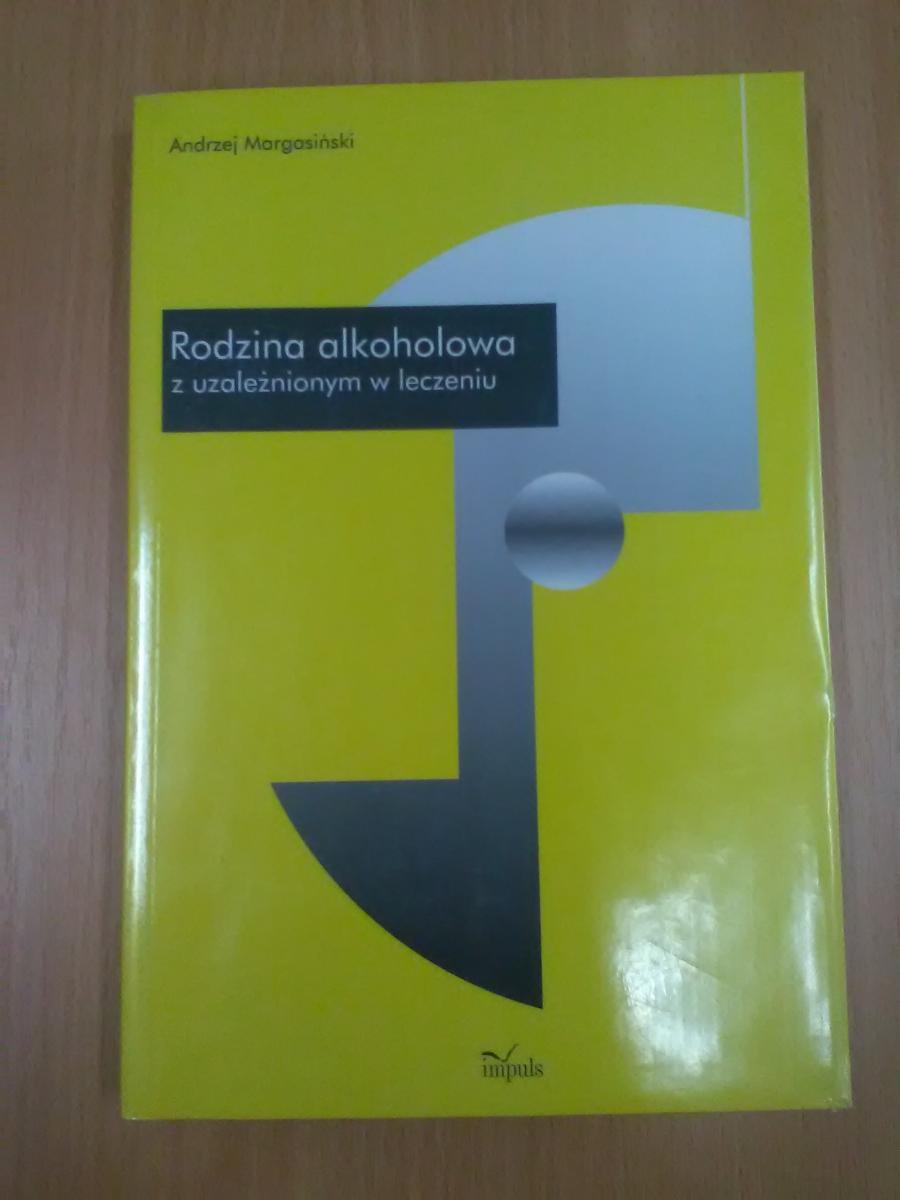 Andrzej Margasiński
Rodzina alkoholowa
z uzależnionym w leczeniu
impuls